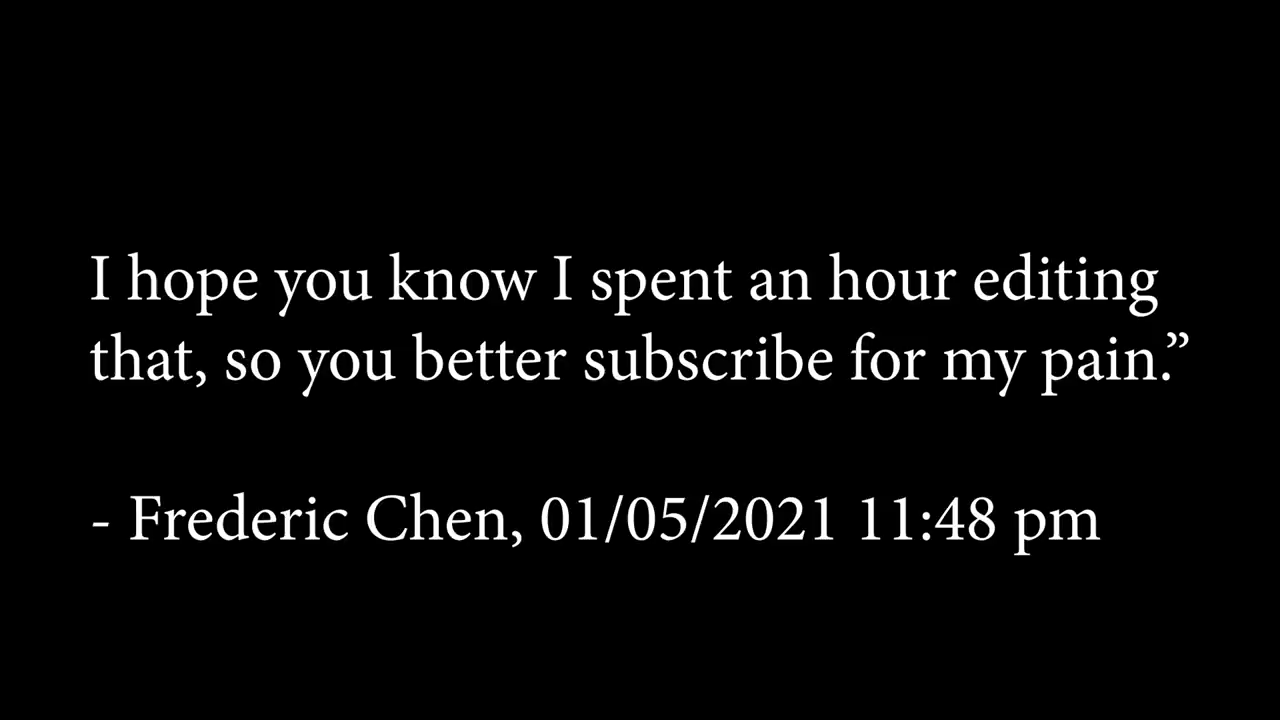 I hope you know I spent an hour editing
that, so you better subscribe for my pain.”
- Frederic Chen, 01/05/2021 11:48 pm